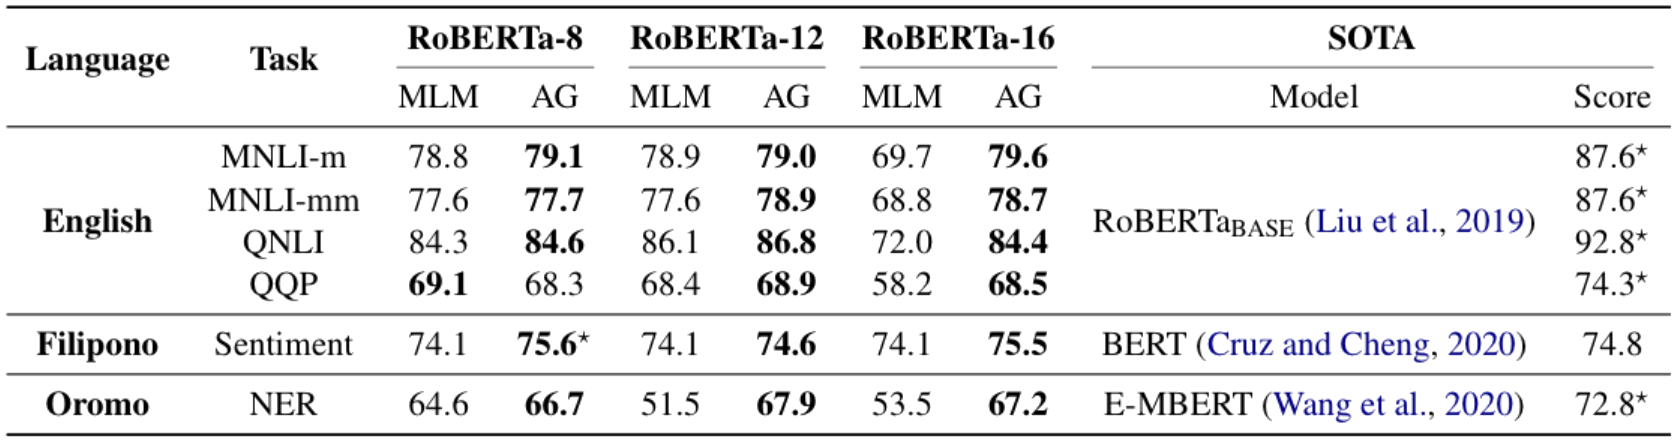 Language Task RoBERTa-8 RoBERTa-12 RoBERTa-16 SOTA
MLM AG MLM AG MLM AG Model Score
English MNLI-m 78.8 79.1 78.9 79.0 69.7 79.6 RoBERTaBASE (Liu et al., 2019) 87.6⋆
MNLI-mm 77.6 77.7 77.6 78.9 68.8 78.7 87.6⋆
QNLI 84.3 84.6 86.1 86.8 72.0 84.4 92.8⋆
QQP 69.1 68.3 68.4 68.9 58.2 68.5 74.3⋆
Filipono Sentiment 74.1 75.6⋆ 74.1 74.6 74.1 75.5 BERT (Cruz and Cheng, 2020) 74.8
Oromo NER 64.6 66.7 51.5 67.9 53.5 67.2 E-MBERT (Wang et al., 2020) 72.8⋆